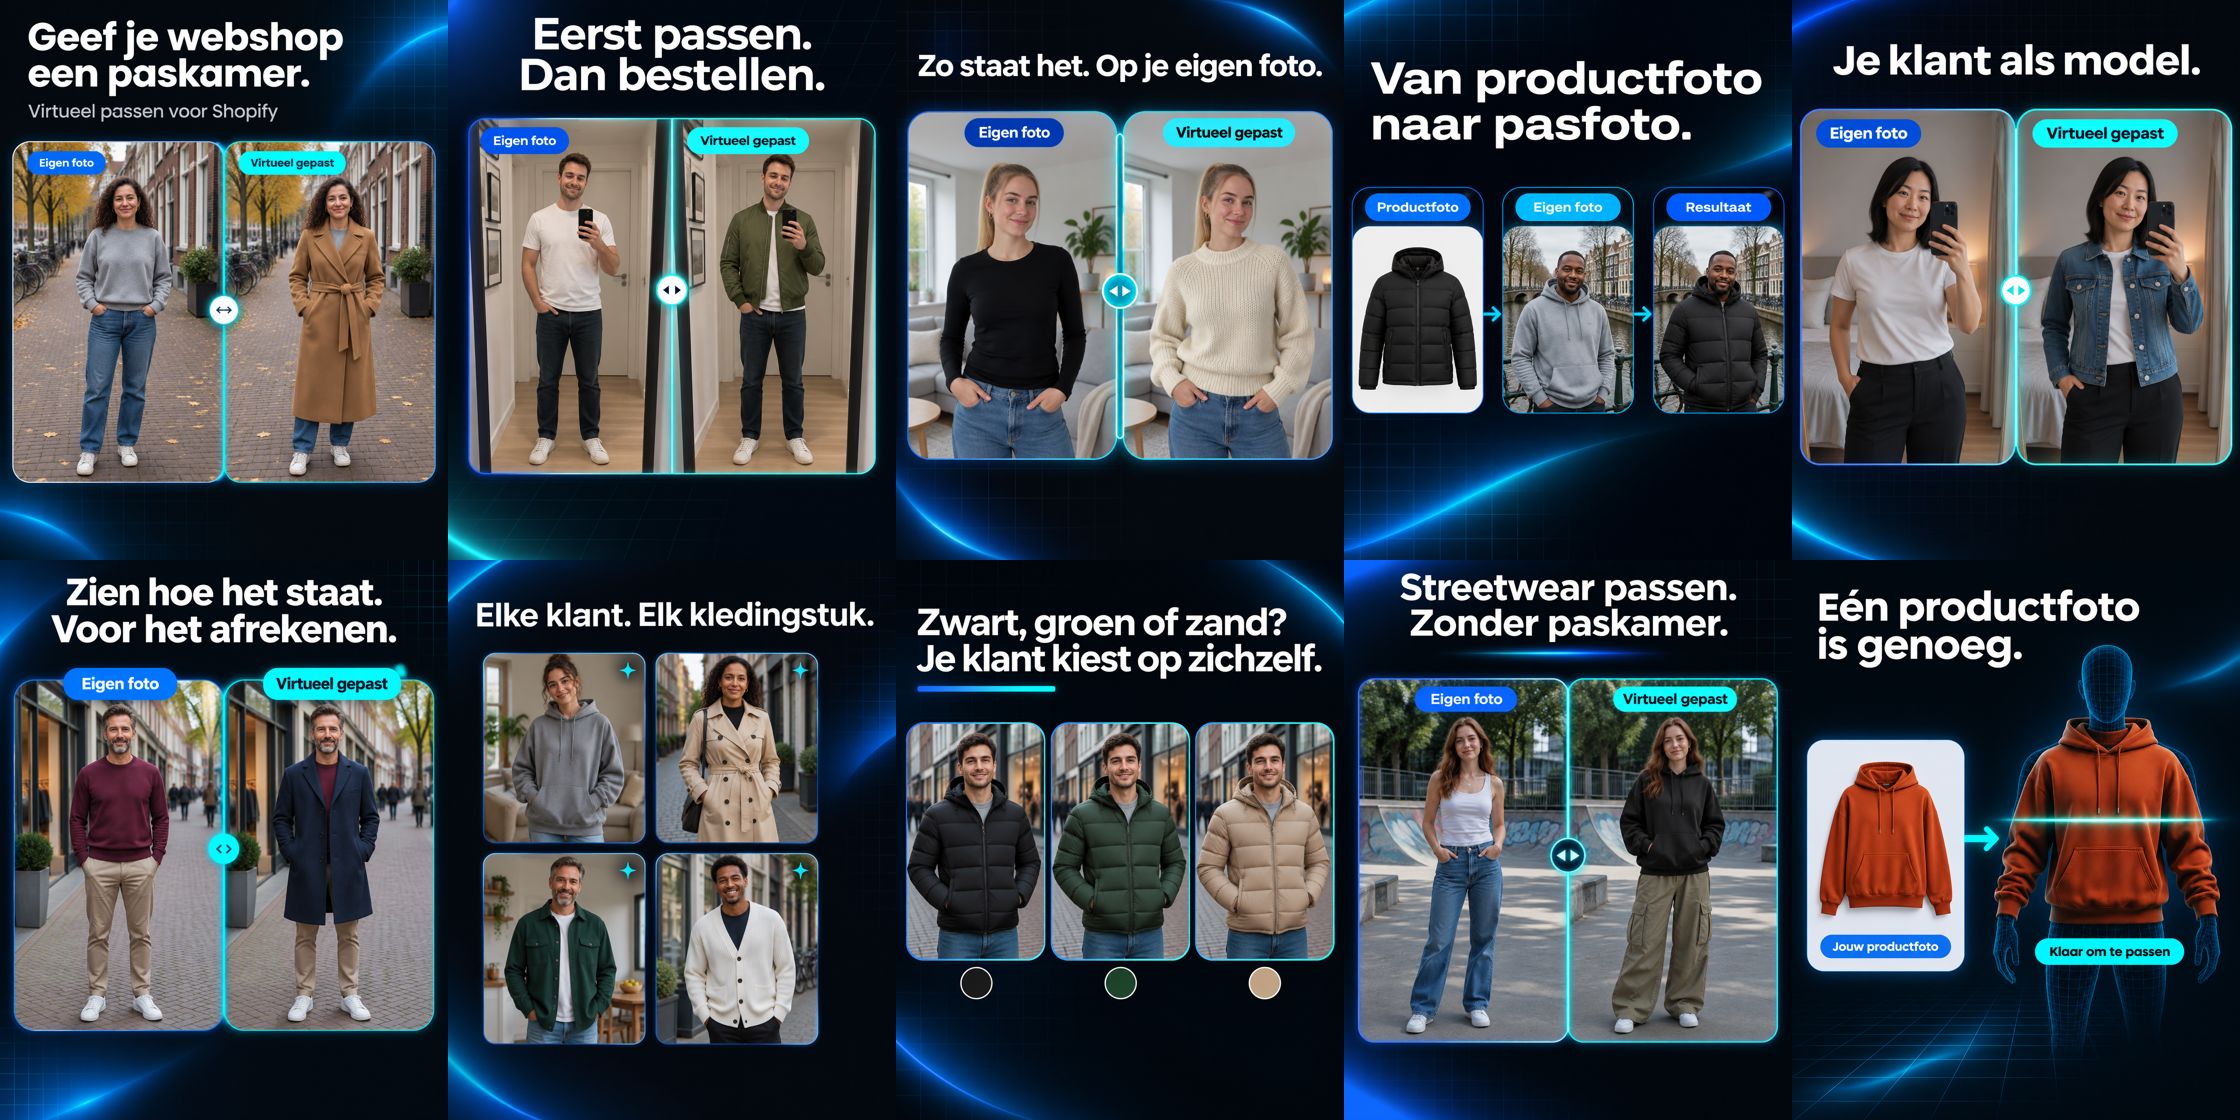 Geef je webshop
een paskamer.
Virtueel passen voor Shopify
Eigen foto
Virtueel gepast
Eerst passen.
Dan bestellen.
Eigen foto
Virtueel gepast
Zo staat het. Op je eigen foto.
Eigen foto
Virtueel gepast
Van productfoto
naar pasfoto.
Productfoto
Eigen foto
Resultaat
Je klant als model.
Eigen foto
Virtueel gepast
Zien hoe het staat.
Voor het afrekenen.
Eigen foto
Virtueel gepast
Elke klant. Elk kledingstuk.
Zwart, groen of zand?
Je klant kiest op zichzelf.
Streetwear passen.
Zonder paskamer.
Eigen foto
Virtueel gepast
Eén productfoto
is genoeg.
Jouw productfoto
Klaar om te passen